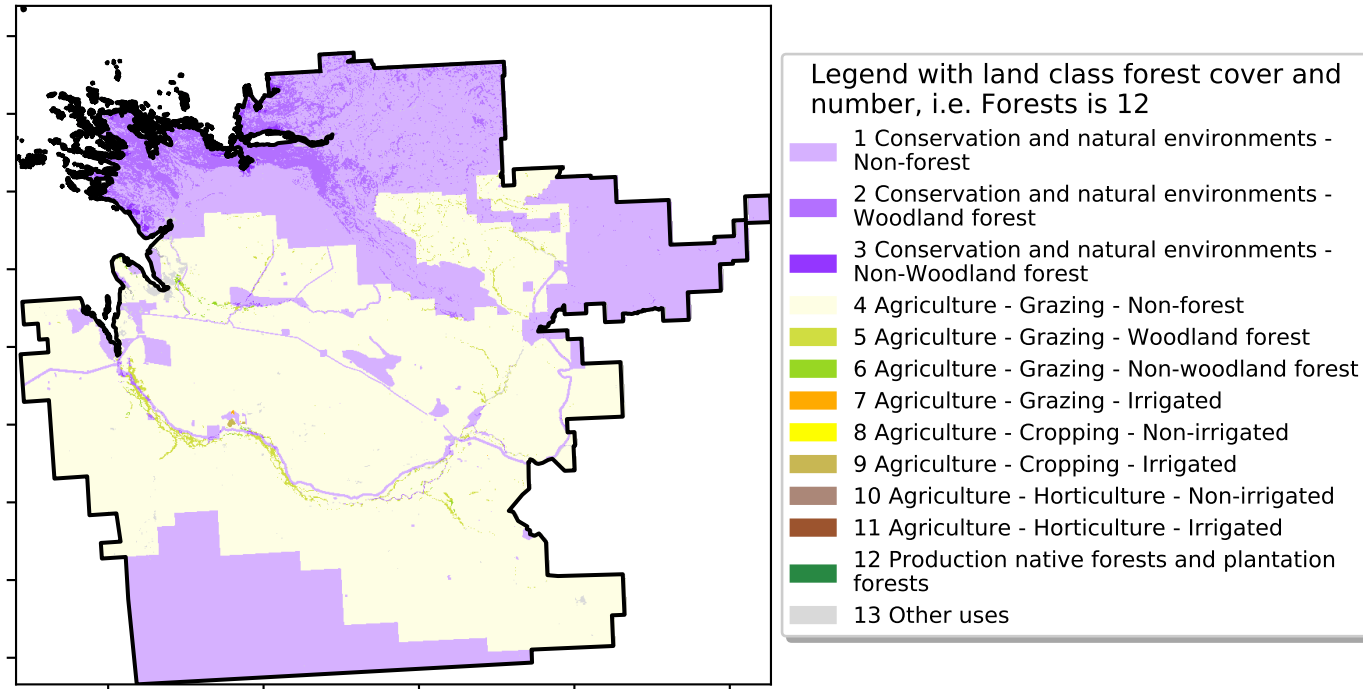 Legend with land class forest cover and
number, i.e. Forests is 12
1 Conservation and natural environments -
Non-forest
2 Conservation and natural environments -
Woodland forest
3 Conservation and natural environments -
Non-Woodland forest
4 Agriculture - Grazing - Non-forest
5 Agriculture - Grazing - Woodland forest
6 Agriculture - Grazing - Non-woodland forest
7 Agriculture - Grazing - Irrigated
8 Agriculture - Cropping - Non-irrigated
9 Agriculture - Cropping - Irrigated
10 Agriculture - Horticulture - Non-irrigated
11 Agriculture - Horticulture - Irrigated
12 Production native forests and plantation
forests
13 Other uses